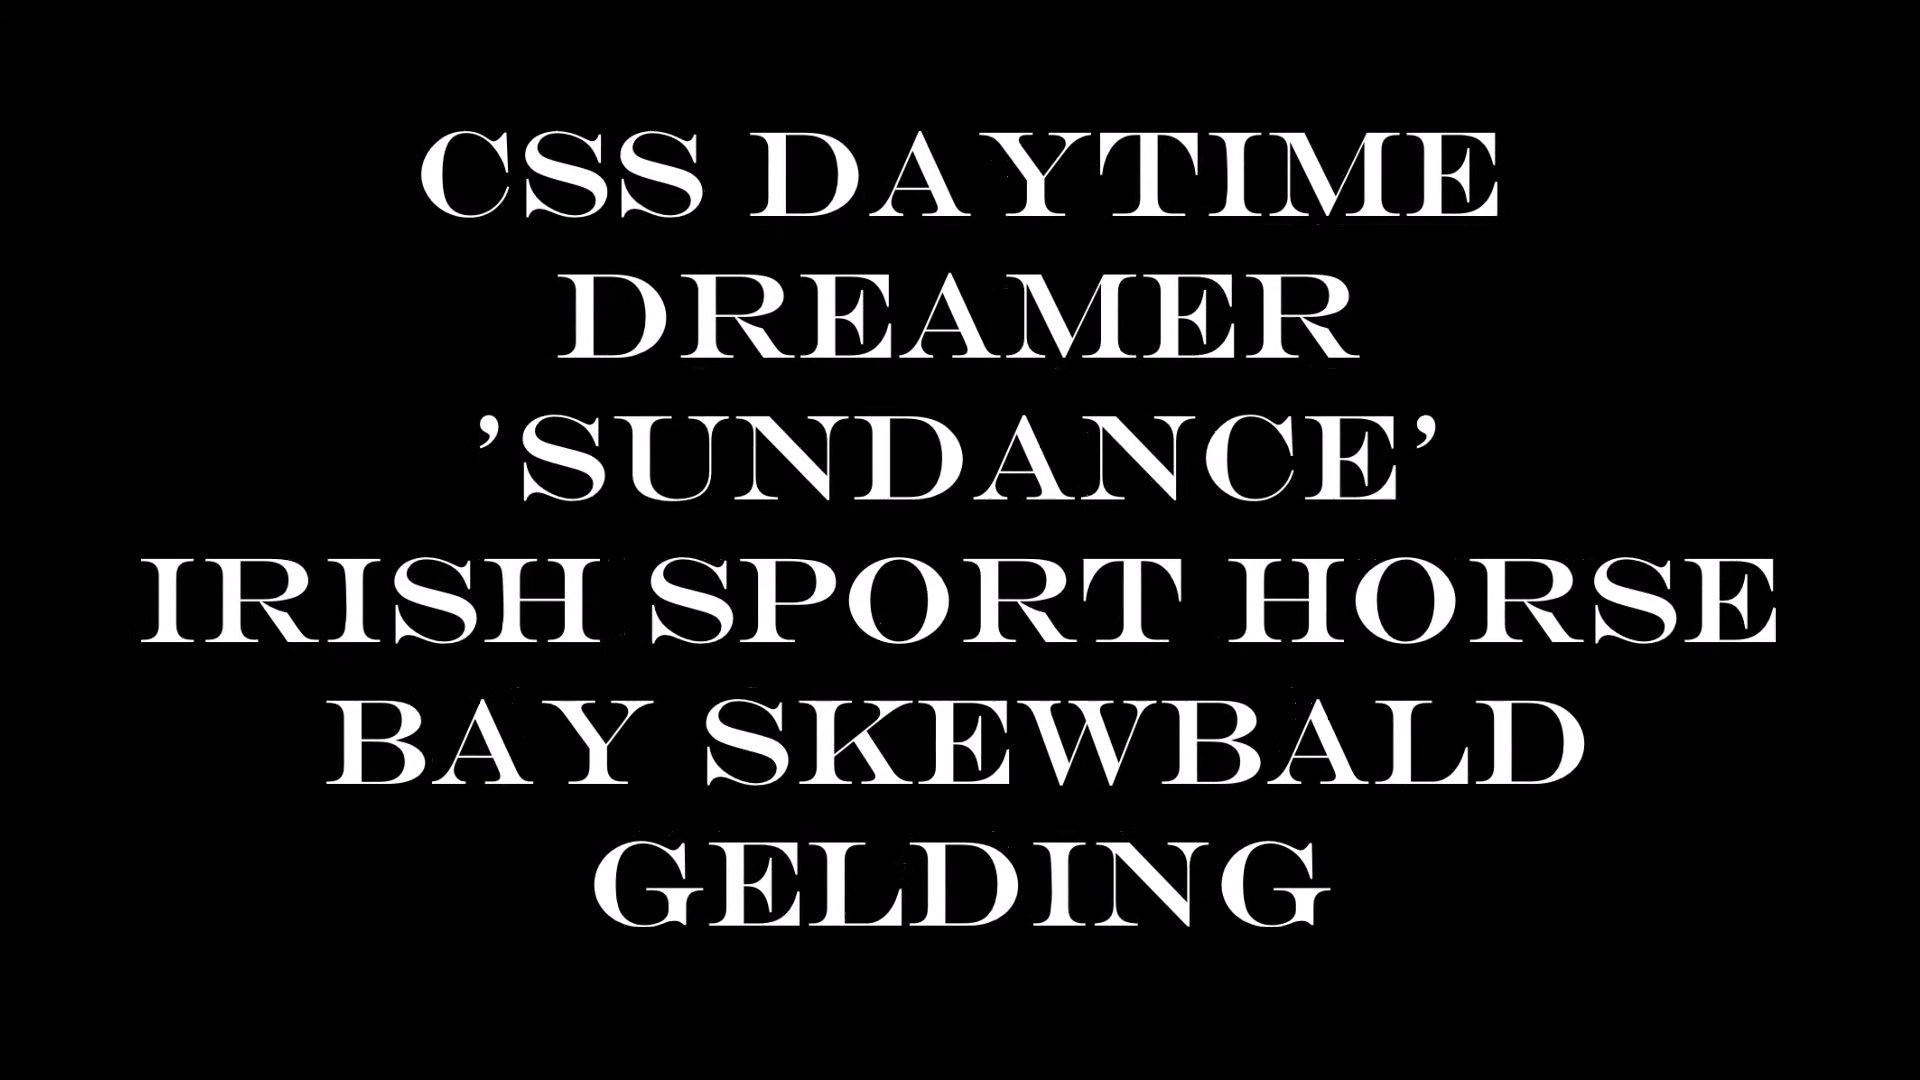 CSS DAYTIME
DREAMER
’SUNDANCE’
IRISH SPORT HORSE
BAY SKEWBALD
GELDING